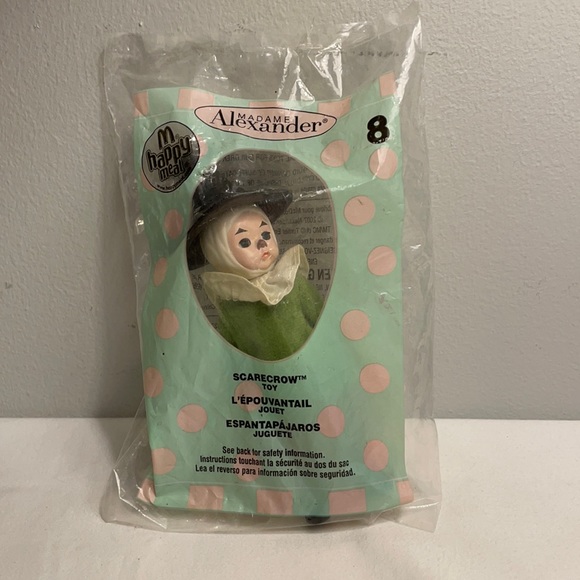 MADAME
Alexander®
8
M
happy
meal
SCARECROW™
TOY
L'ÉPOUVANTAIL
JOUET
ESPANTAPÁJAROS
JUGUETE
See back for safety information.
Instructions touchant la sécurité au dos du sac
Lea el reverso para información sobre seguridad.